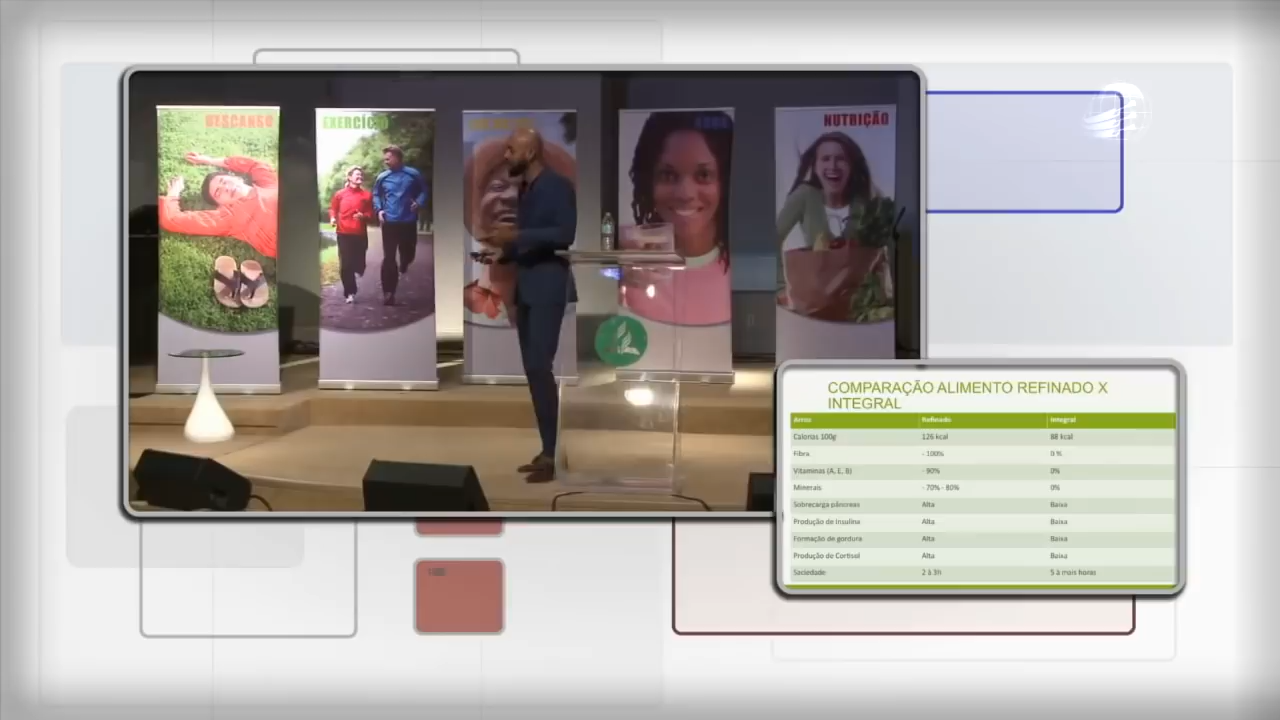 DESCANSO
EXERCÍCIO
NUTRIÇÃO
COMPARAÇÃO ALIMENTO REFINADO X
INTEGRAL
Arroz Refinado Integral
Calorias 100g 126 kcal 88 kcal
Fibra - 100% 0 %
Vitaminas (A, E, B) - 90% 0%
Minerais - 70% - 80% 0%
Sobrecarga pâncreas Alta Baixa
Produção de Insulina Alta Baixa
Formação de gordura Alta Baixa
Produção de Cortisol Alta Baixa
Sociedade 2 à 3h 5 à mais horas